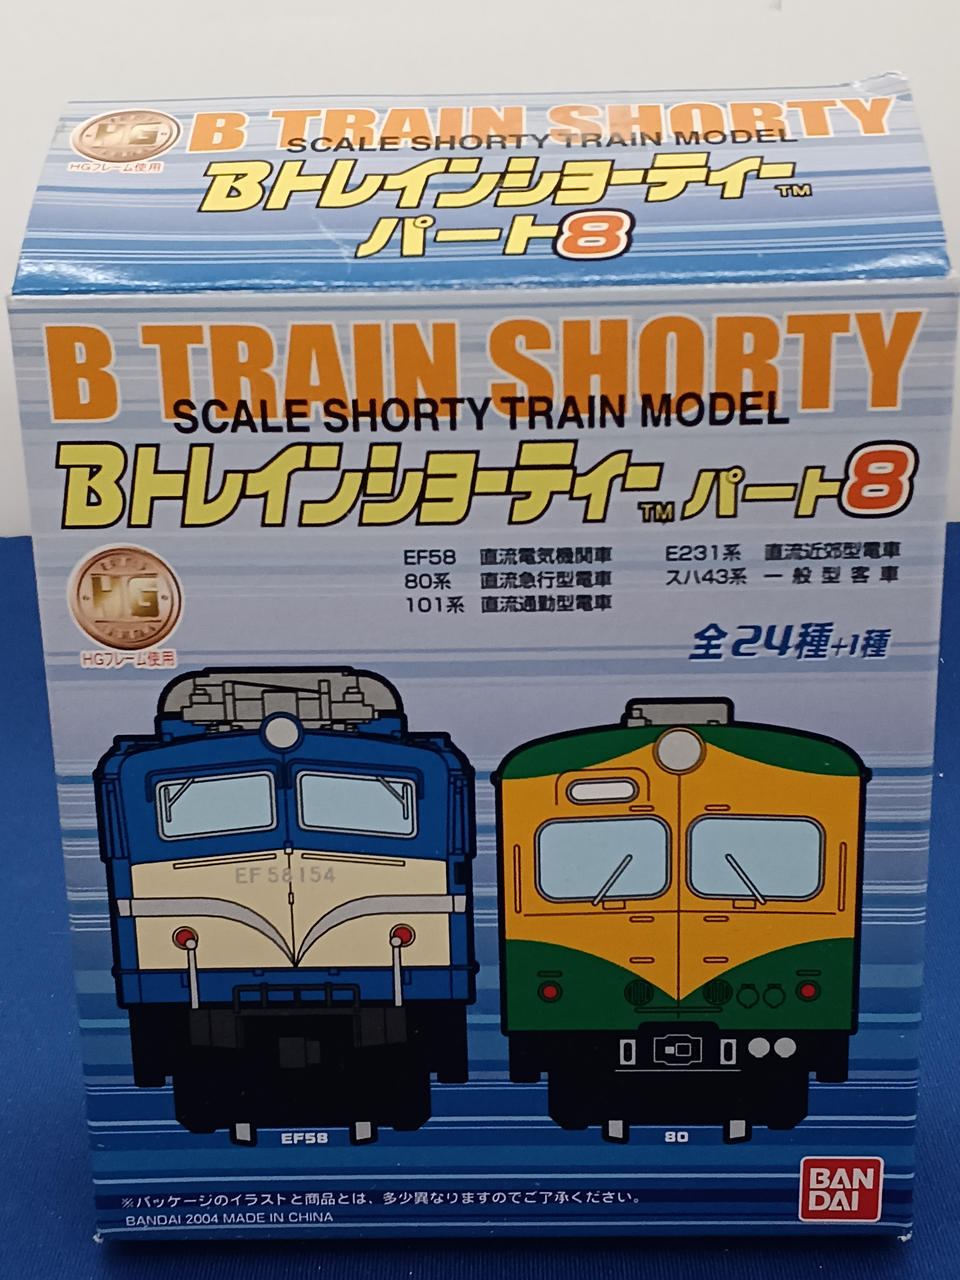 HG
HGフレーム使用
B TRAIN SHORTY
SCALE SHORTY TRAIN MODEL
Bトレインショーティー™
パート8
B TRAIN SHORTY
SCALE SHORTY TRAIN MODEL
Bトレインショーティー™ パート8
HG
HGフレーム使用
EF58 直流電気機関車
80系 直流急行型電車
101系 直流通勤型電車
E231系 直流近郊型電車
スハ43系 一般型客車
全24種+1種
EF58154
EF58
80
※パッケージのイラストと商品とは、多少異なりますのでご了承ください。
BANDAI 2004 MADE IN CHINA
BAN
DAI